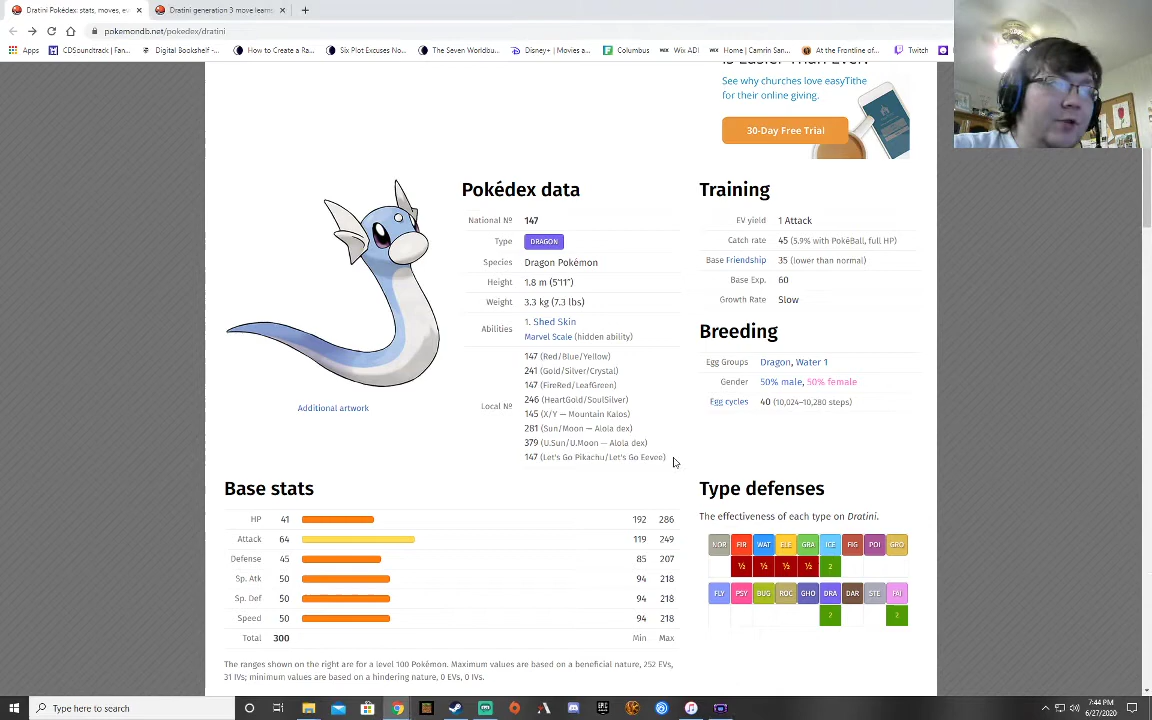 Dratini Pokédex: stats, moves, ev
Dratini generation 3 move learns
pokemondb.net/pokedex/dratini
Apps
CDSoundtrack | Fan...
Digital Bookshelf -...
How to Create a Ra...
Six Plot Excuses No...
The Seven Worldbu...
Disney+ | Movies a...
Columbus
Wix ADI
Home | Camrin San...
At the Frontline of...
Twitch
See why churches love easyTithe
for their online giving.
30-Day Free Trial
Pokédex data
National № 147
Type DRAGON
Species Dragon Pokémon
Height 1.8 m (5'11")
Weight 3.3 kg (7.3 lbs)
Abilities 1. Shed Skin
Marvel Scale (hidden ability)
Local № 147 (Red/Blue/Yellow)
241 (Gold/Silver/Crystal)
147 (FireRed/LeafGreen)
246 (HeartGold/SoulSilver)
145 (X/Y — Mountain Kalos)
281 (Sun/Moon — Alola dex)
379 (U.Sun/U.Moon — Alola dex)
147 (Let's Go Pikachu/Let's Go Eevee)
Additional artwork
Training
EV yield 1 Attack
Catch rate 45 (5.9% with PokéBall, full HP)
Base Friendship 35 (lower than normal)
Base Exp. 60
Growth Rate Slow
Breeding
Egg Groups Dragon, Water 1
Gender 50% male, 50% female
Egg cycles 40 (10,024–10,280 steps)
Base stats
HP 41 192 286
Attack 64 119 249
Defense 45 85 207
Sp. Atk 50 94 218
Sp. Def 50 94 218
Speed 50 94 218
Total 300 Min Max
The ranges shown on the right are for a level 100 Pokémon. Maximum values are based on a beneficial nature, 252 EVs,
31 IVs; minimum values are based on a hindering nature, 0 EVs, 0 IVs.
Type defenses
The effectiveness of each type on Dratini.
NOR FIR WAT ELE GRA ICE FIG POI GRO
½ ½ ½ ½ 2
FLY PSY BUG ROC GHO DRA DAR STE FAI
2 2
Type here to search
7:44 PM
6/27/2020